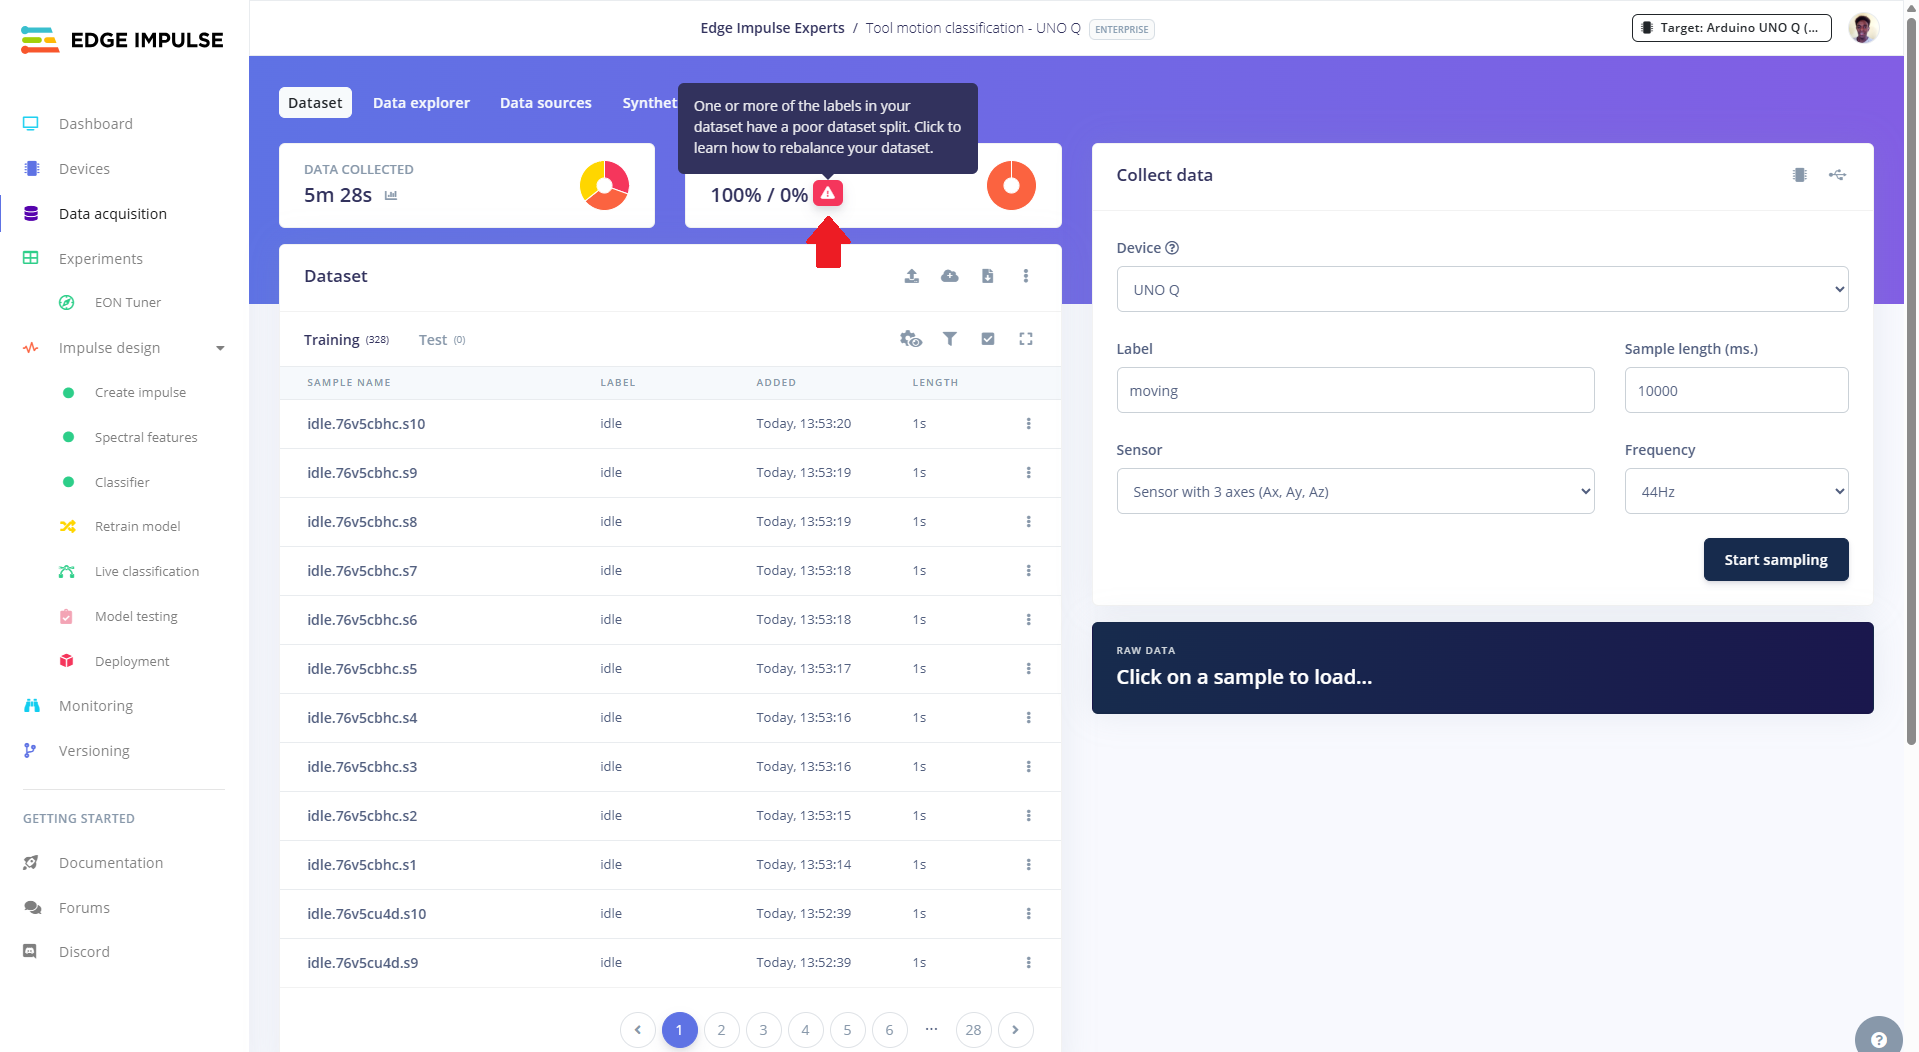 EDGE IMPULSE
Dashboard
Devices
Data acquisition
Experiments
EON Tuner
Impulse design
Create impulse
Spectral features
Classifier
Retrain model
Live classification
Model testing
Deployment
Monitoring
Versioning
GETTING STARTED
Documentation
Forums
Discord
Edge Impulse Experts / Tool motion classification - UNO Q ENTERPRISE
Target: Arduino UNO Q (...
Dataset Data explorer Data sources Synthet
One or more of the labels in your
dataset have a poor dataset split. Click to
learn how to rebalance your dataset.
DATA COLLECTED
5m 28s
100% / 0%
Dataset
Training (328) Test (0)
SAMPLE NAME LABEL ADDED LENGTH
idle.76v5cbhc.s10 idle Today, 13:53:20 1s
idle.76v5cbhc.s9 idle Today, 13:53:19 1s
idle.76v5cbhc.s8 idle Today, 13:53:19 1s
idle.76v5cbhc.s7 idle Today, 13:53:18 1s
idle.76v5cbhc.s6 idle Today, 13:53:18 1s
idle.76v5cbhc.s5 idle Today, 13:53:17 1s
idle.76v5cbhc.s4 idle Today, 13:53:16 1s
idle.76v5cbhc.s3 idle Today, 13:53:16 1s
idle.76v5cbhc.s2 idle Today, 13:53:15 1s
idle.76v5cbhc.s1 idle Today, 13:53:14 1s
idle.76v5cu4d.s10 idle Today, 13:52:39 1s
idle.76v5cu4d.s9 idle Today, 13:52:39 1s
1 2 3 4 5 6 ... 28
Collect data
Device ?
UNO Q
Label Sample length (ms.)
moving 10000
Sensor Frequency
Sensor with 3 axes (Ax, Ay, Az) 44Hz
Start sampling
RAW DATA
Click on a sample to load...
?